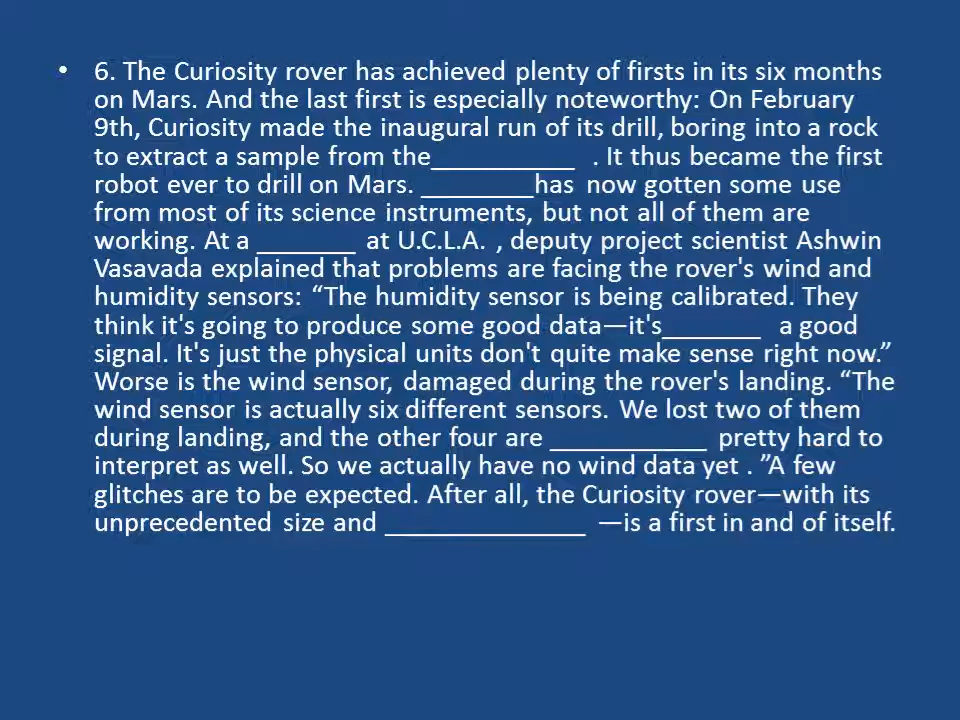 • 6. The Curiosity rover has achieved plenty of firsts in its six months
on Mars. And the last first is especially noteworthy: On February
9th, Curiosity made the inaugural run of its drill, boring into a rock
to extract a sample from the___________ . It thus became the first
robot ever to drill on Mars. ________has now gotten some use
from most of its science instruments, but not all of them are
working. At a _______ at U.C.L.A. , deputy project scientist Ashwin
Vasavada explained that problems are facing the rover's wind and
humidity sensors: “The humidity sensor is being calibrated. They
think it's going to produce some good data—it's_______ a good
signal. It's just the physical units don't quite make sense right now.”
Worse is the wind sensor, damaged during the rover's landing. “The
wind sensor is actually six different sensors. We lost two of them
during landing, and the other four are ___________ pretty hard to
interpret as well. So we actually have no wind data yet . ”A few
glitches are to be expected. After all, the Curiosity rover—with its
unprecedented size and ______________ —is a first in and of itself.